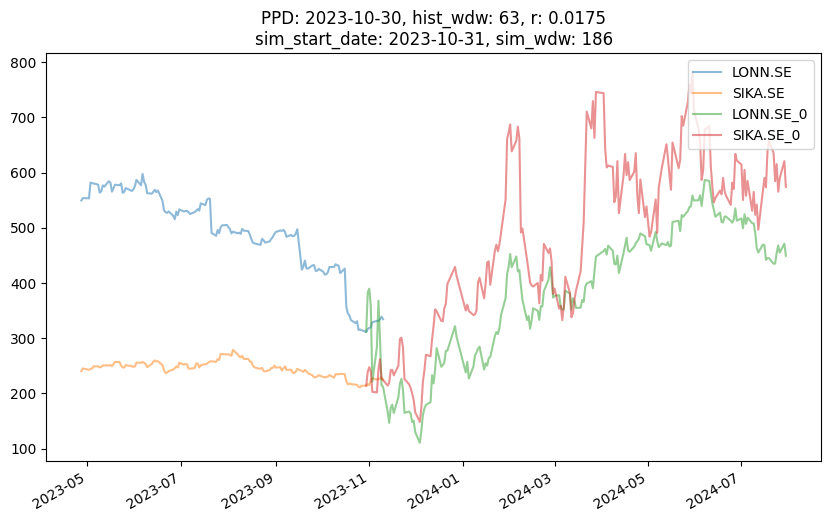 PPD: 2023-10-30, hist_wdw: 63, r: 0.0175
sim_start_date: 2023-10-31, sim_wdw: 186
800
700
600
500
400
300
200
100
LONN.SE
SIKA.SE
LONN.SE_0
SIKA.SE_0
2023-05
2023-07
2023-09
2023-11
2024-01
2024-03
2024-05
2024-07